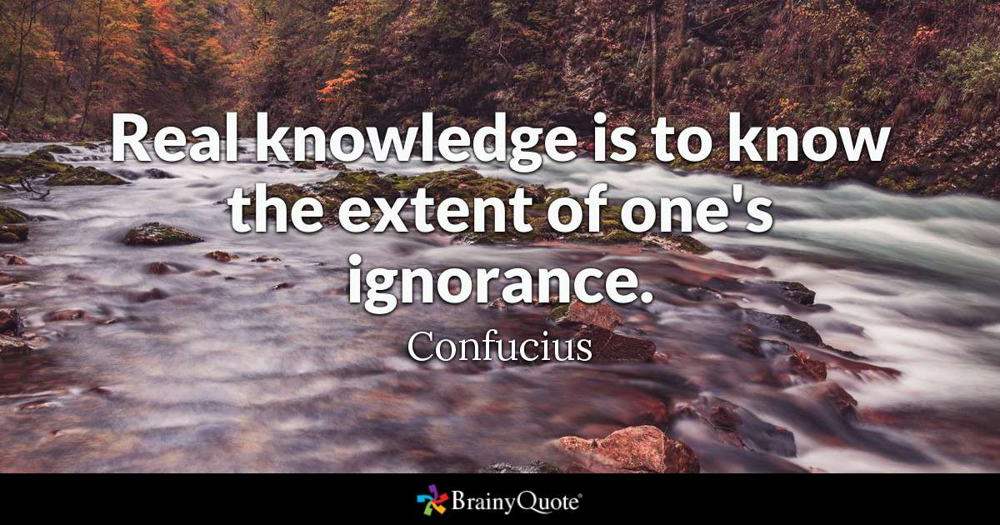 Real knowledge is to know
the extent of one's
ignorance.
Confucius
BrainyQuote®